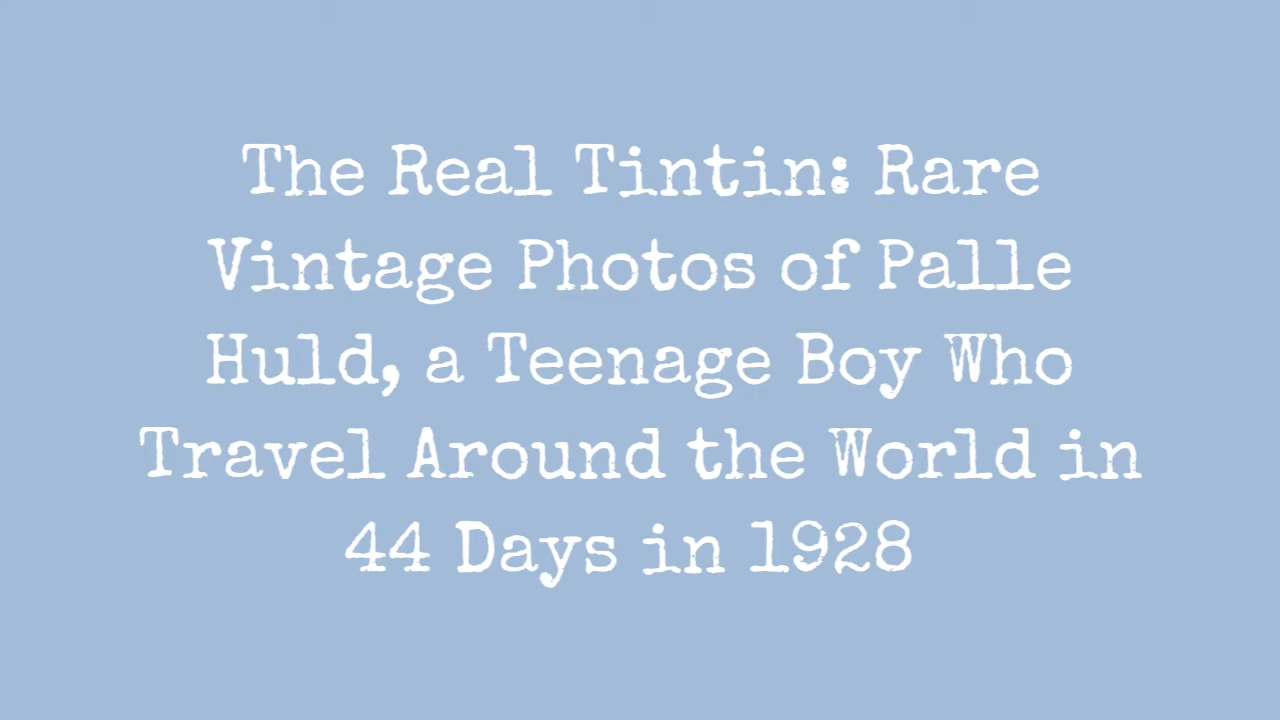 The Real Tintin: Rare
Vintage Photos of Palle
Huld, a Teenage Boy Who
Travel Around the World in
44 Days in 1928